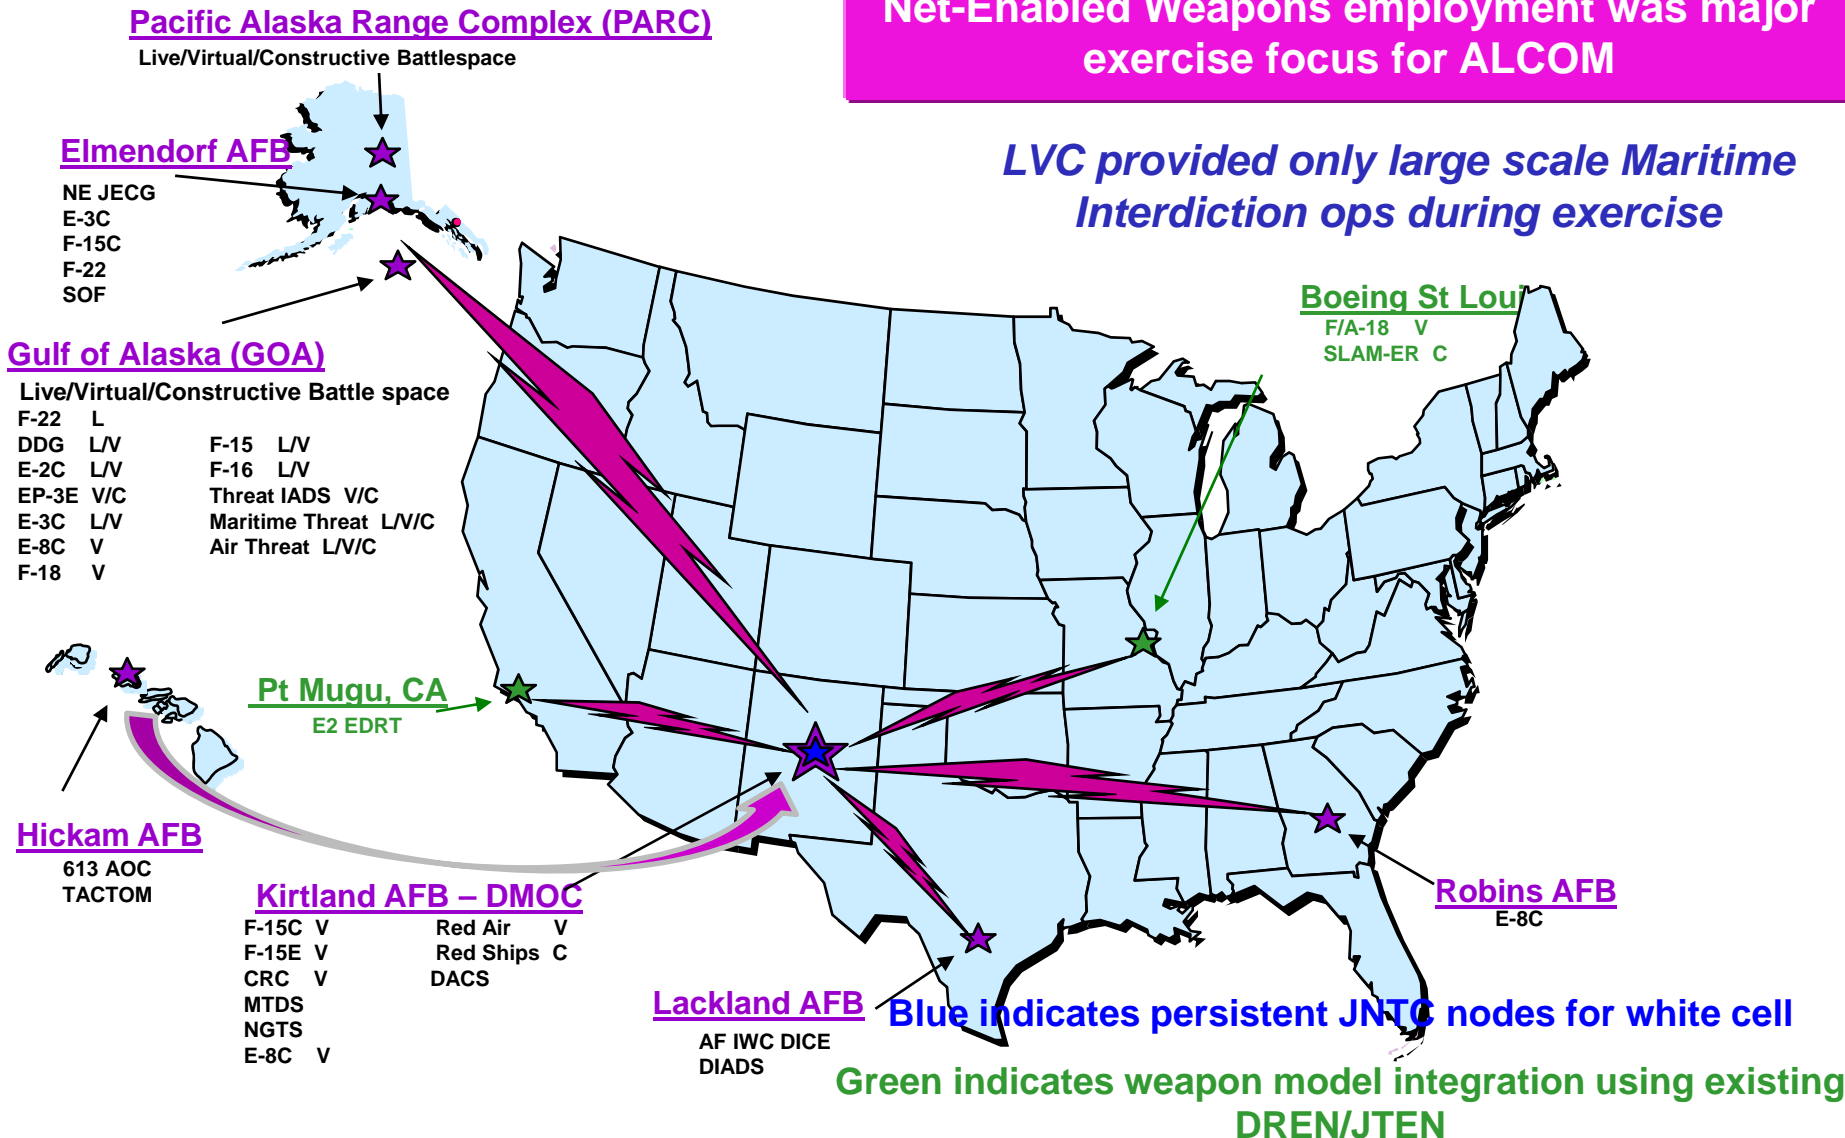 Pacific Alaska Range Complex (PARC)
Live/Virtual/Constructive Battlespace
Net-Enabled Weapons employment was major
exercise focus for ALCOM
LVC provided only large scale Maritime
Interdiction ops during exercise
Elmendorf AFB
NE JECG
E-3C
F-15C
F-22
SOF
Gulf of Alaska (GOA)
Live/Virtual/Constructive Battle space
F-22 L
DDG L/V F-15 L/V
E-2C L/V F-16 L/V
EP-3E V/C Threat IADS V/C
E-3C L/V Maritime Threat L/V/C
E-8C V Air Threat L/V/C
F-18 V
Boeing St Loui
F/A-18 V
SLAM-ER C
Pt Mugu, CA
E2 EDRT
Hickam AFB
613 AOC
TACTOM
Kirtland AFB – DMOC
F-15C V Red Air V
F-15E V Red Ships C
CRC V DACS
MTDS
NGTS
E-8C V
Lackland AFB
AF IWC DICE
DIADS
Robins AFB
E-8C
Blue indicates persistent JNTC nodes for white cell
Green indicates weapon model integration using existing
DREN/JTEN